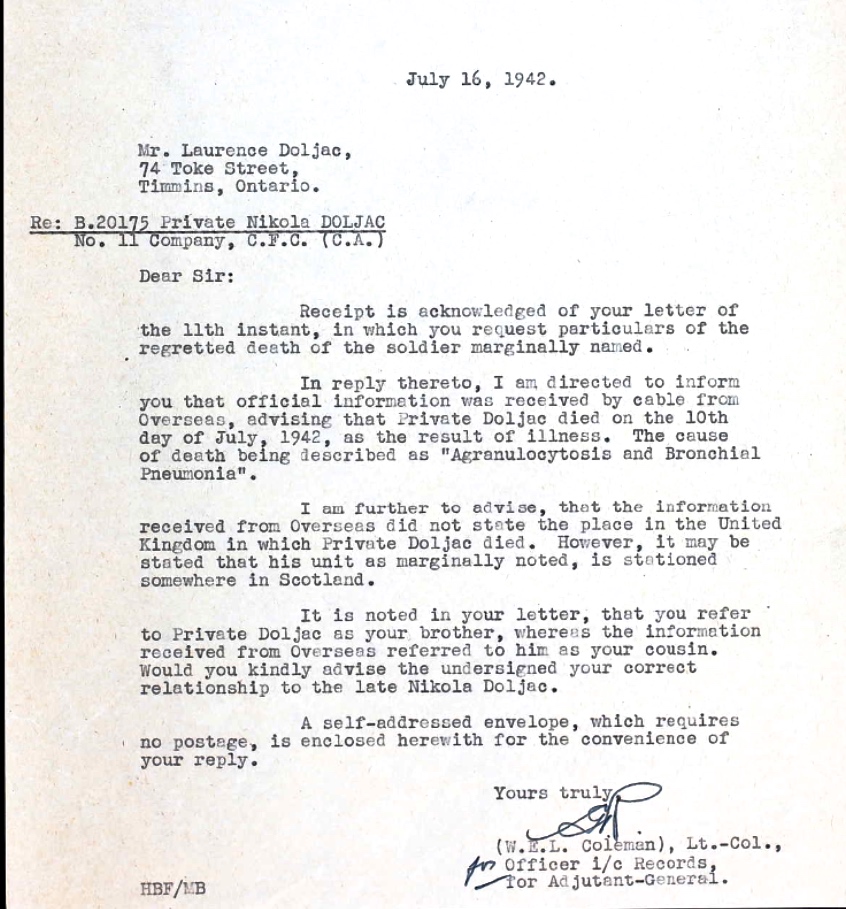 July 16, 1942.
Mr. Laurence Doljac,
74 Toke Street,
Timmins, Ontario.
Re: B.20175 Private Nikola DOLJAC
No. 11 Company, C.F.C. (C.A.)
Dear Sir:
Receipt is acknowledged of your letter of
the 11th instant, in which you request particulars of the
regretted death of the soldier marginally named.
In reply thereto, I am directed to inform
you that official information was received by cable from
Overseas, advising that Private Doljac died on the 10th
day of July, 1942, as the result of illness. The cause
of death being described as "Agranulocytosis and Bronchial
Pneumonia".
I am further to advise, that the information
received from Overseas did not state the place in the United
Kingdom in which Private Doljac died. However, it may be
stated that his unit as marginally noted, is stationed
somewhere in Scotland.
It is noted in your letter, that you refer
to Private Doljac as your brother, whereas the information
received from Overseas referred to him as your cousin.
Would you kindly advise the undersigned your correct
relationship to the late Nikola Doljac.
A self-addressed envelope, which requires
no postage, is enclosed herewith for the convenience of
your reply.
Yours truly,
(W.E.L. Coleman), Lt.-Col.,
for Officer i/c Records,
for Adjutant-General.
HBF/MB